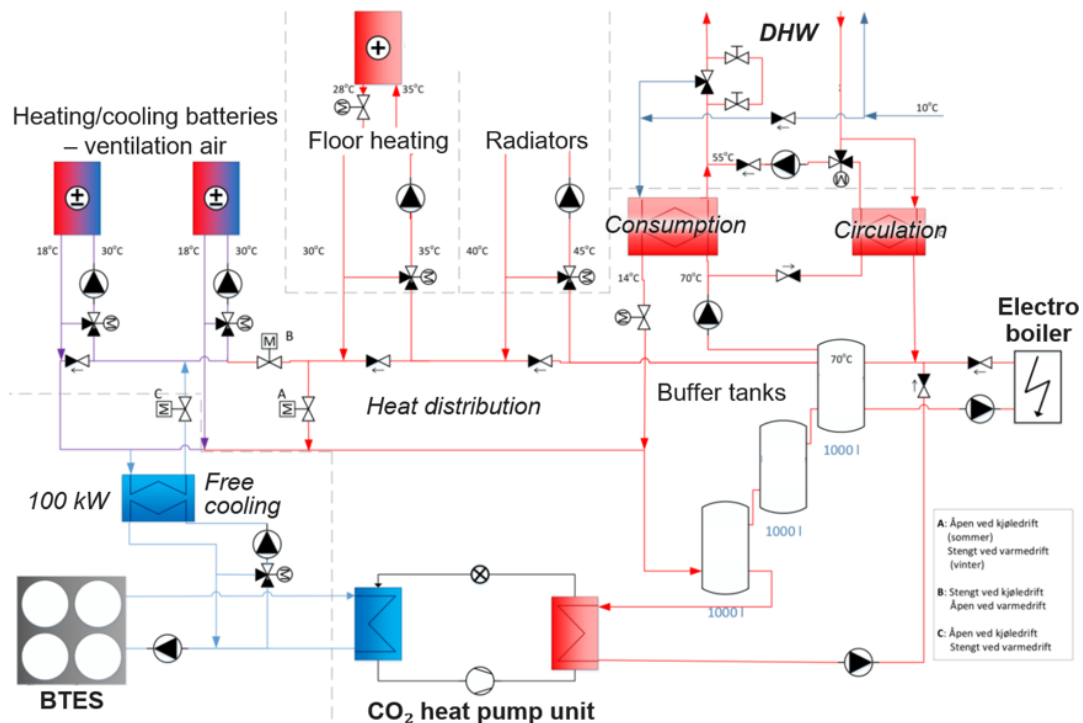 DHW
28°C
35°C
10°C
Heating/cooling batteries
– ventilation air
Floor heating
Radiators
55°C
M
Consumption
Circulation
18°C
30°C
18°C
30°C
30°C
35°C
40°C
45°C
14°C
70°C
M
M
M
M
M
Electro
boiler
M
B
70°C
C
M
A
M
Heat distribution
Buffer tanks
1000 l
100 kW
Free
cooling
1000 l
M
1000 l
A: Åpen ved kjøledrift
(sommer)
Stengt ved varmedrift
(vinter)
B: Stengt ved kjøledrift
Åpen ved varmedrift
C: Åpen ved kjøledrift
Stengt ved varmedrift
BTES
CO₂ heat pump unit